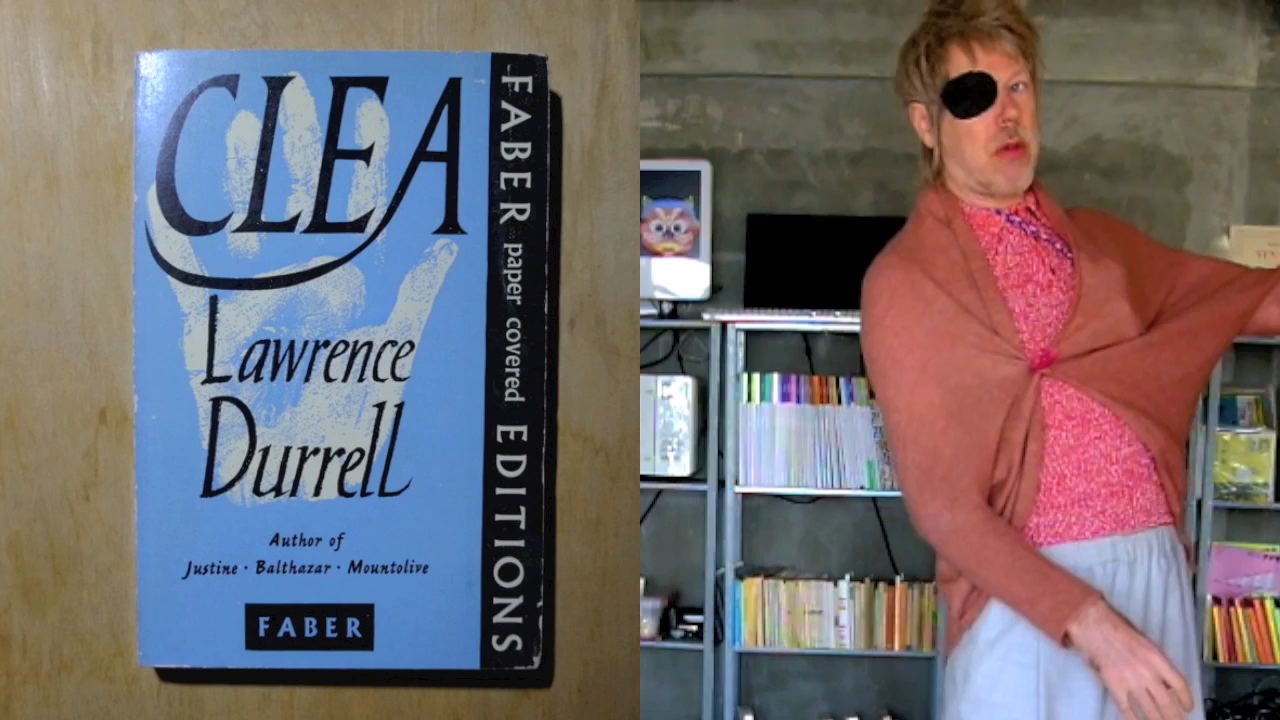 CLEA
Lawrence
Durrell
Author of
Justine · Balthazar · Mountolive
FABER
FABER paper covered EDITIONS